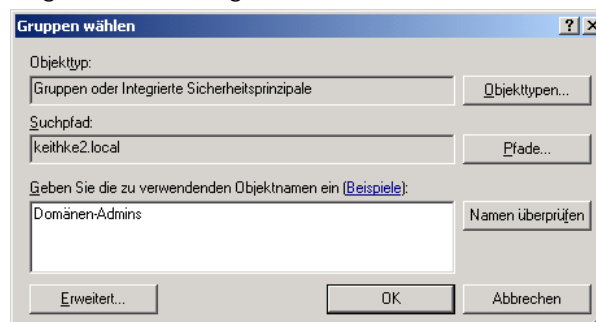 Gruppen wählen
Objekttyp:
Gruppen oder Integrierte Sicherheitsprinzipale
Objekttypen...
Suchpfad:
keithke2.local
Pfade...
Geben Sie die zu verwendenden Objektnamen ein (Beispiele):
Domänen-Admins
Namen überprüfen
Erweitert...
OK
Abbrechen